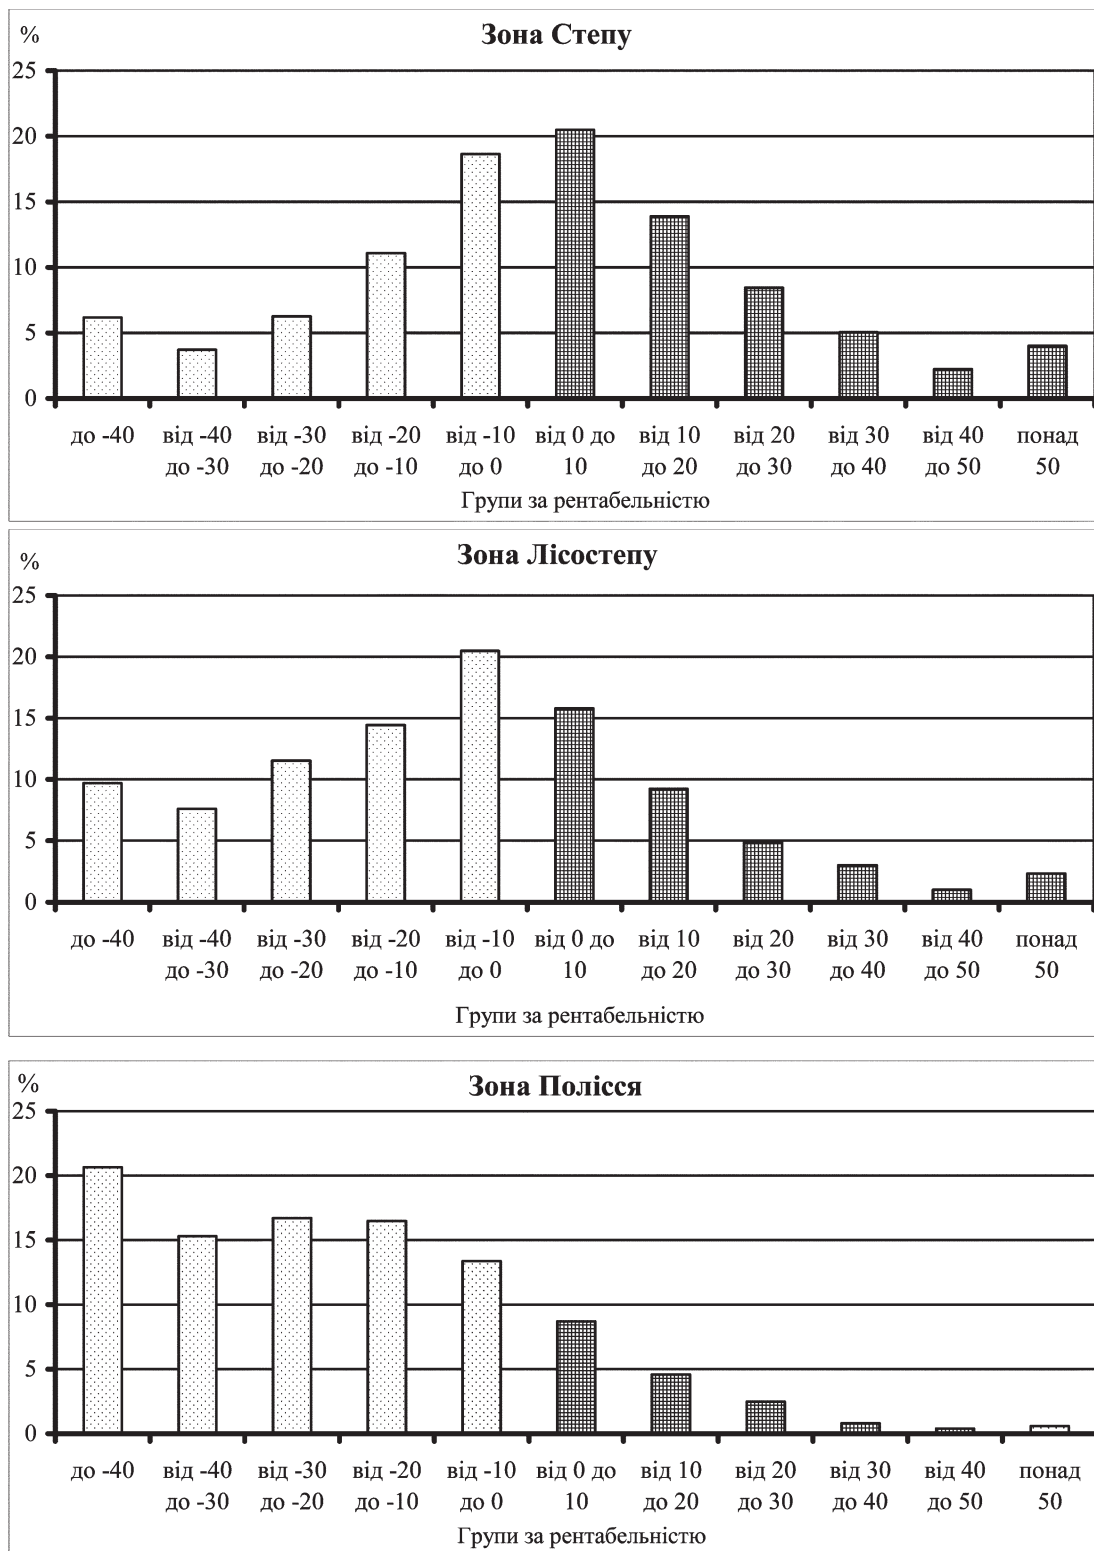 %
Зона Степу
25
20
15
10
5
0
до -40 від -40 від -30 від -20 від -10 від 0 до від 10 від 20 від 30 від 40 понад
до -30 до -20 до -10 до 0 10 до 20 до 30 до 40 до 50 50
Групи за рентабельністю
%
Зона Лісостепу
25
20
15
10
5
0
до -40 від -40 від -30 від -20 від -10 від 0 до від 10 від 20 від 30 від 40 понад
до -30 до -20 до -10 до 0 10 до 20 до 30 до 40 до 50 50
Групи за рентабельністю
%
Зона Полісся
25
20
15
10
5
0
до -40 від -40 від -30 від -20 від -10 від 0 до від 10 від 20 від 30 від 40 понад
до -30 до -20 до -10 до 0 10 до 20 до 30 до 40 до 50 50
Групи за рентабельністю